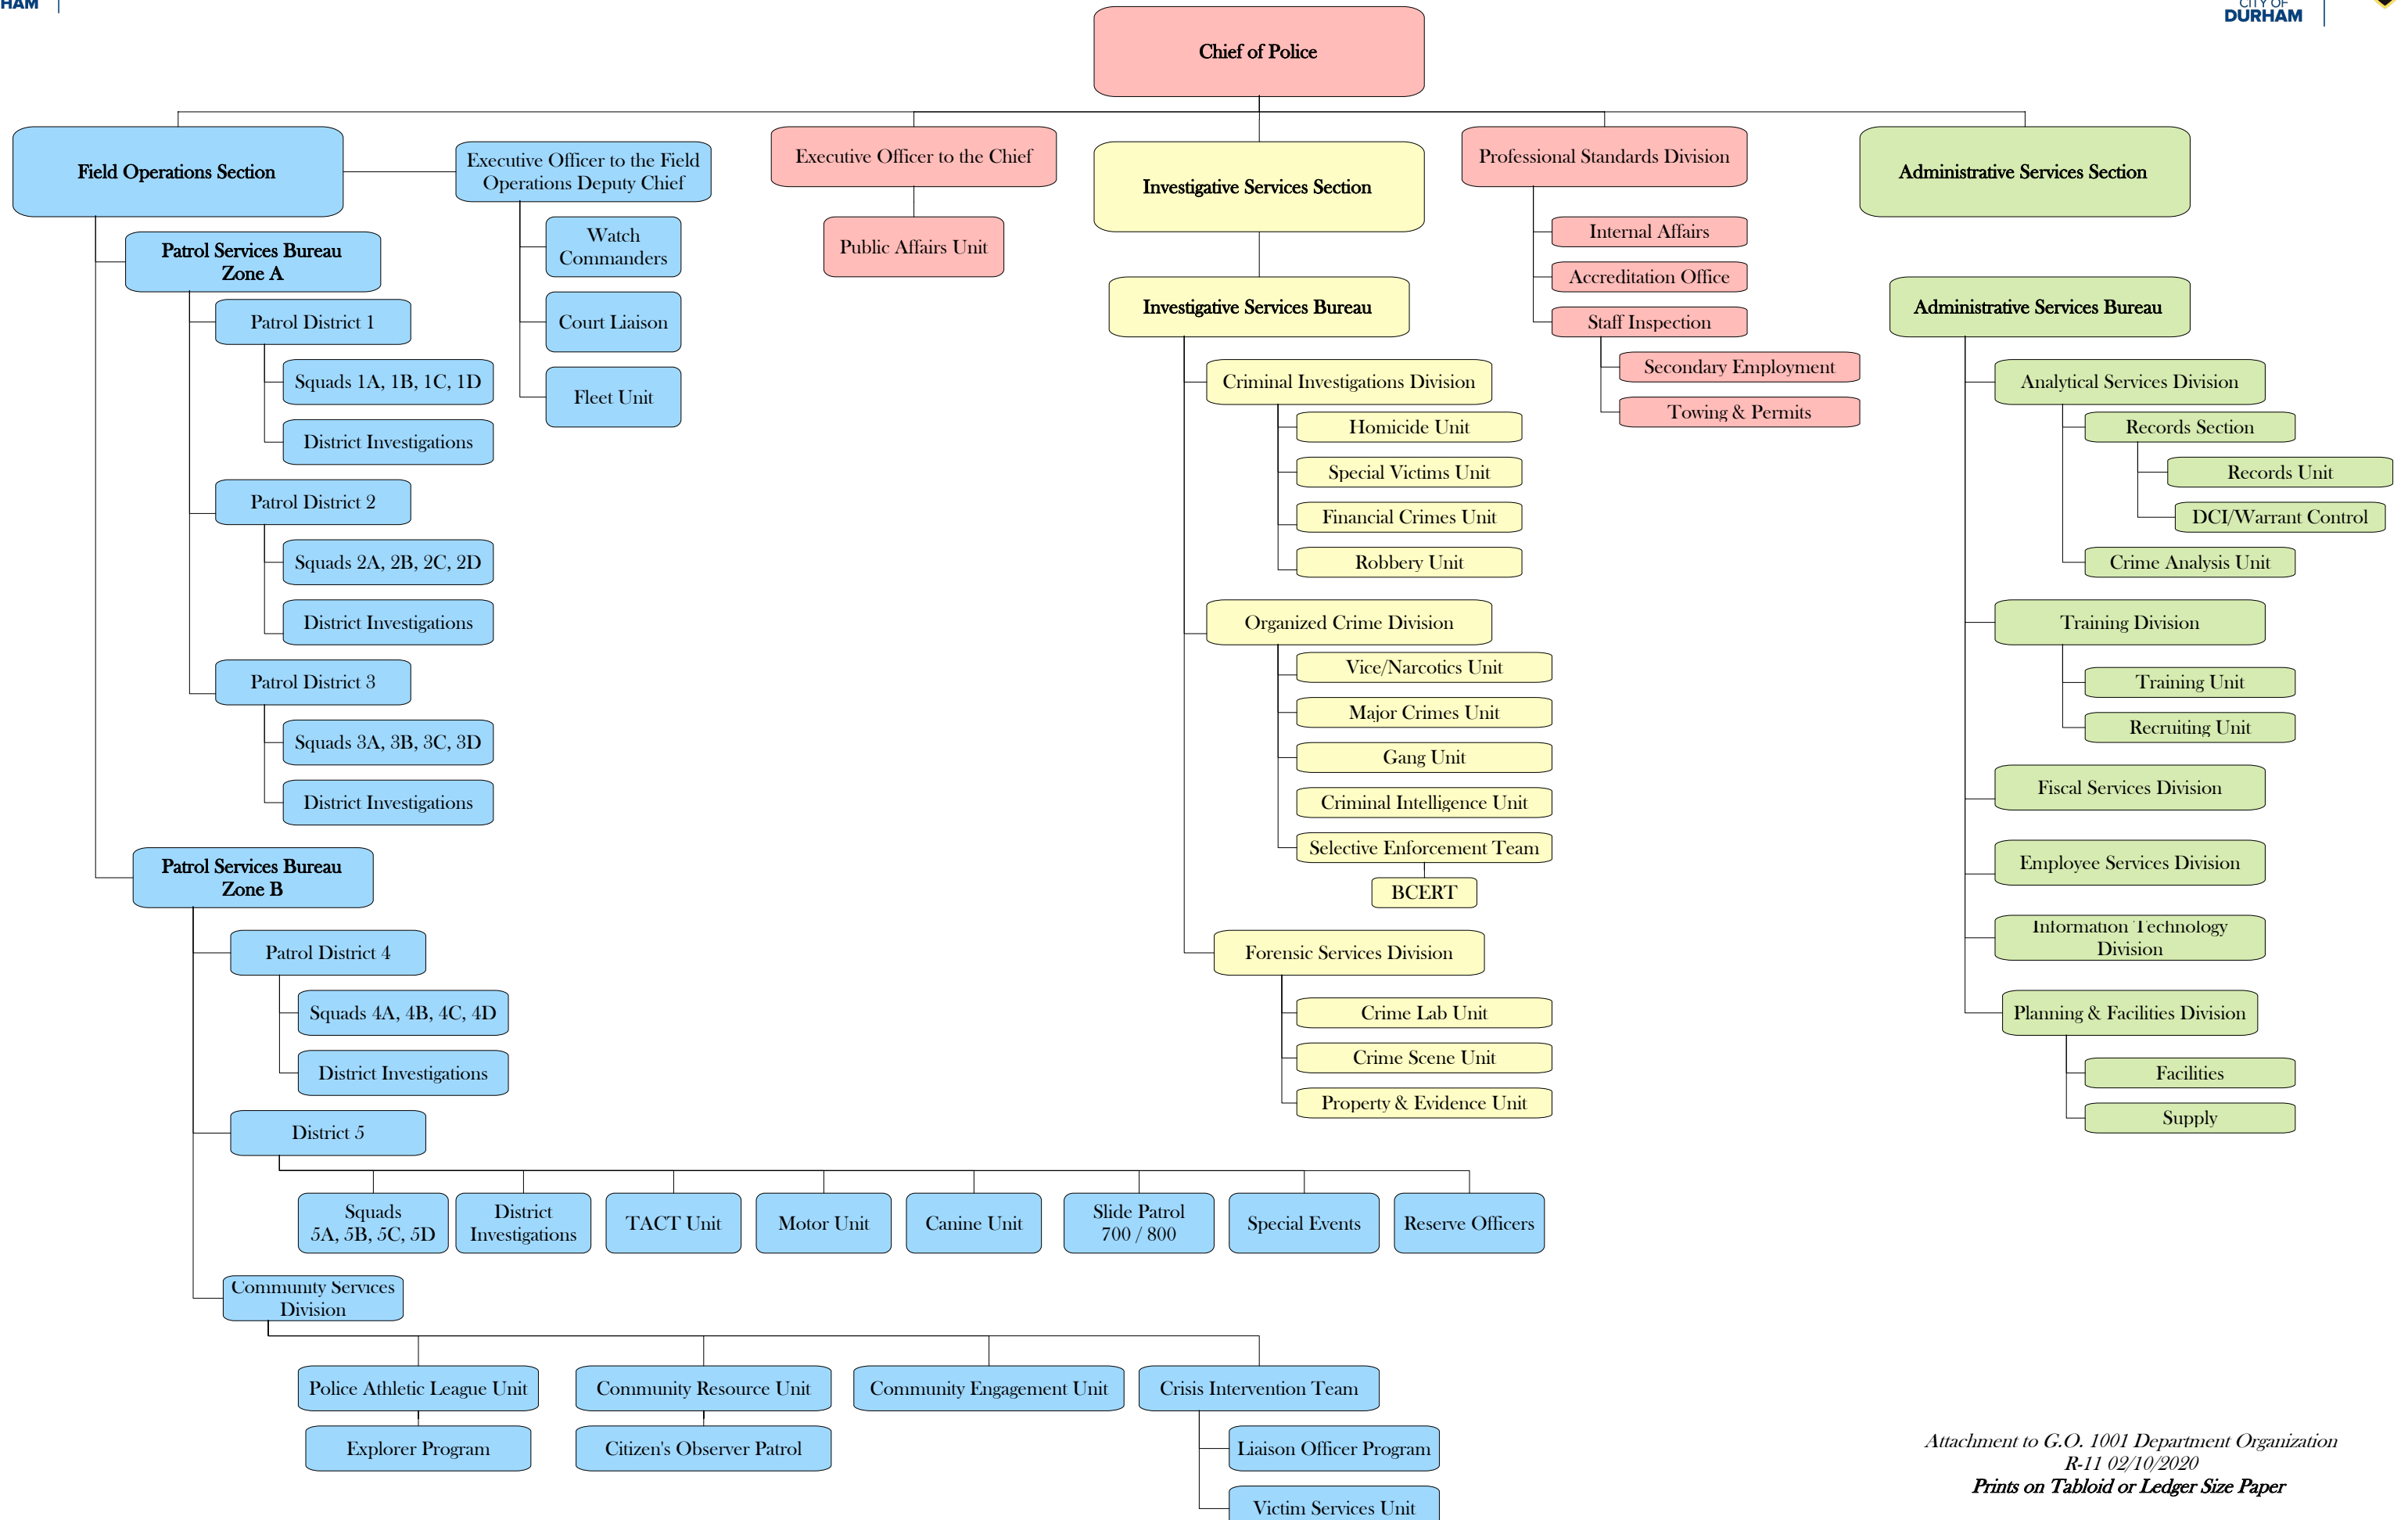 HAM
CITY OF
DURHAM
Chief of Police
Field Operations Section
Executive Officer to the Field
Operations Deputy Chief
Executive Officer to the Chief
Investigative Services Section
Professional Standards Division
Administrative Services Section
Watch
Commanders
Court Liaison
Fleet Unit
Public Affairs Unit
Patrol Services Bureau
Zone A
Patrol District 1
Squads 1A, 1B, 1C, 1D
District Investigations
Patrol District 2
Squads 2A, 2B, 2C, 2D
District Investigations
Patrol District 3
Squads 3A, 3B, 3C, 3D
District Investigations
Patrol Services Bureau
Zone B
Patrol District 4
Squads 4A, 4B, 4C, 4D
District Investigations
District 5
Squads
5A, 5B, 5C, 5D
District
Investigations
TACT Unit
Motor Unit
Canine Unit
Slide Patrol
700 / 800
Special Events
Reserve Officers
Community Services
Division
Police Athletic League Unit
Community Resource Unit
Community Engagement Unit
Crisis Intervention Team
Explorer Program
Citizen's Observer Patrol
Liaison Officer Program
Victim Services Unit
Investigative Services Bureau
Criminal Investigations Division
Homicide Unit
Special Victims Unit
Financial Crimes Unit
Robbery Unit
Organized Crime Division
Vice/Narcotics Unit
Major Crimes Unit
Gang Unit
Criminal Intelligence Unit
Selective Enforcement Team
BCERT
Forensic Services Division
Crime Lab Unit
Crime Scene Unit
Property & Evidence Unit
Internal Affairs
Accreditation Office
Staff Inspection
Secondary Employment
Towing & Permits
Administrative Services Bureau
Analytical Services Division
Records Section
Records Unit
DCI/Warrant Control
Crime Analysis Unit
Training Division
Training Unit
Recruiting Unit
Fiscal Services Division
Employee Services Division
Information Technology
Division
Planning & Facilities Division
Facilities
Supply
Attachment to G.O. 1001 Department Organization
R-11 02/10/2020
Prints on Tabloid or Ledger Size Paper